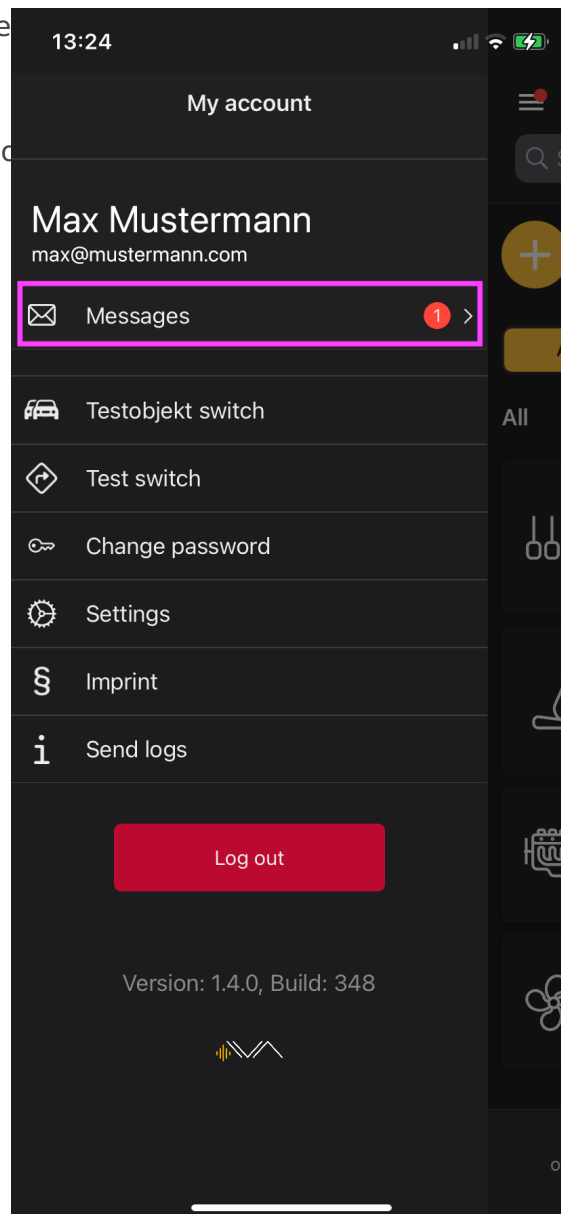 13:24
My account
Max Mustermann
max@mustermann.com
Messages 1
Testobjekt switch
All
Test switch
Change password
Settings
§ Imprint
i Send logs
Log out
Version: 1.4.0, Build: 348